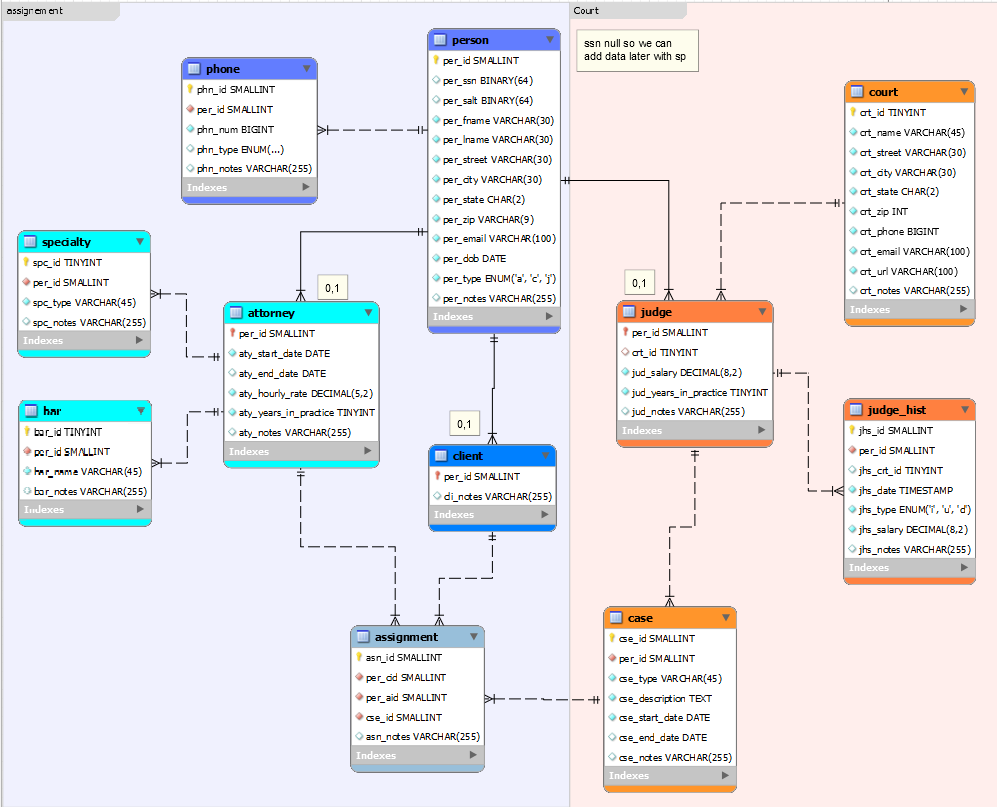 assignement
Court
ssn null so we can
add data later with sp
person
per_id SMALLINT
per_ssn BINARY(64)
per_salt BINARY(64)
per_fname VARCHAR(30)
per_lname VARCHAR(30)
per_street VARCHAR(30)
per_city VARCHAR(30)
per_state CHAR(2)
per_zip VARCHAR(9)
per_email VARCHAR(100)
per_dob DATE
per_type ENUM('a', 'c', 'j')
per_notes VARCHAR(255)
Indexes
phone
phn_id SMALLINT
per_id SMALLINT
phn_num BIGINT
phn_type ENUM(...)
phn_notes VARCHAR(255)
Indexes
court
crt_id TINYINT
crt_name VARCHAR(45)
crt_street VARCHAR(30)
crt_city VARCHAR(30)
crt_state CHAR(2)
crt_zip INT
crt_phone BIGINT
crt_email VARCHAR(100)
crt_url VARCHAR(100)
crt_notes VARCHAR(255)
Indexes
specialty
spc_id TINYINT
per_id SMALLINT
spc_type VARCHAR(45)
spc_notes VARCHAR(255)
Indexes
0,1
attorney
per_id SMALLINT
aty_start_date DATE
aty_end_date DATE
aty_hourly_rate DECIMAL(5,2)
aty_years_in_practice TINYINT
aty_notes VARCHAR(255)
Indexes
0,1
judge
per_id SMALLINT
crt_id TINYINT
jud_salary DECIMAL(8,2)
jud_years_in_practice TINYINT
jud_notes VARCHAR(255)
Indexes
bar
bar_id TINYINT
per_id SMALLINT
bar_name VARCHAR(45)
bar_notes VARCHAR(255)
Indexes
0,1
client
per_id SMALLINT
cli_notes VARCHAR(255)
Indexes
judge_hist
jhs_id SMALLINT
per_id SMALLINT
jhs_crt_id TINYINT
jhs_date TIMESTAMP
jhs_type ENUM('i', 'u', 'd')
jhs_salary DECIMAL(8,2)
jhs_notes VARCHAR(255)
Indexes
assignment
asn_id SMALLINT
per_cid SMALLINT
per_aid SMALLINT
cse_id SMALLINT
asn_notes VARCHAR(255)
Indexes
case
cse_id SMALLINT
per_id SMALLINT
cse_type VARCHAR(45)
cse_description TEXT
cse_start_date DATE
cse_end_date DATE
cse_notes VARCHAR(255)
Indexes